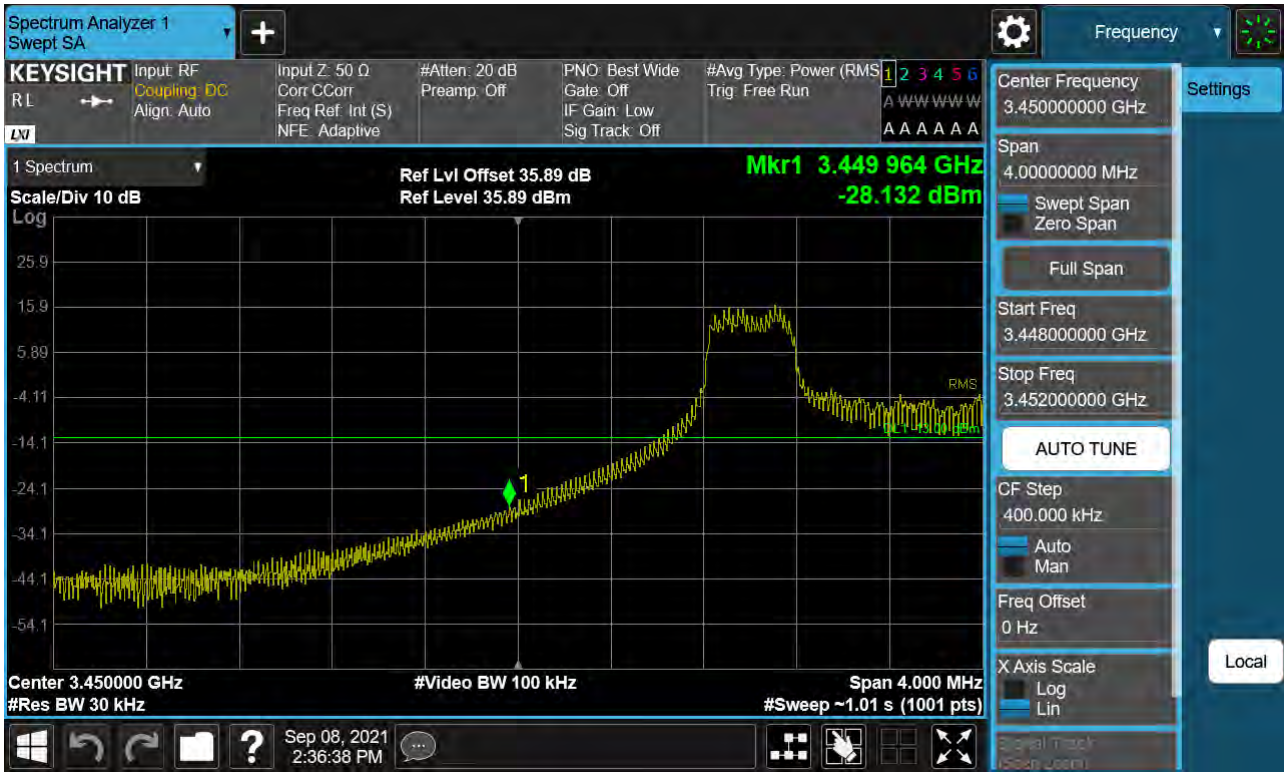 Spectrum Analyzer 1
Swept SA
+
Frequency
KEYSIGHT
RL
LXI
Input: RF
Coupling: DC
Align: Auto
Input Z: 50 Ω
Corr CCorr
Freq Ref: Int (S)
NFE: Adaptive
#Atten: 20 dB
Preamp: Off
PNO: Best Wide
Gate: Off
IF Gain: Low
Sig Track: Off
#Avg Type: Power (RMS
Trig: Free Run
1 2 3 4 5 6
A W W W W W
A A A A A A
1 Spectrum
Scale/Div 10 dB
Log
Ref Lvl Offset 35.89 dB
Ref Level 35.89 dBm
Mkr1 3.449 964 GHz
-28.132 dBm
25.9
15.9
5.89
-4.11
-14.1
-24.1
-34.1
-44.1
-54.1
RMS
1
Center 3.450000 GHz
#Video BW 100 kHz
Span 4.000 MHz
#Res BW 30 kHz
#Sweep ~1.01 s (1001 pts)
Center Frequency
3.450000000 GHz
Settings
Span
4.00000000 MHz
Swept Span
Zero Span
Full Span
Start Freq
3.448000000 GHz
Stop Freq
3.452000000 GHz
AUTO TUNE
CF Step
400.000 kHz
Auto
Man
Freq Offset
0 Hz
X Axis Scale
Log
Lin
Local
Signal Track
(Span Zoom)
?
Sep 08, 2021
2:36:38 PM